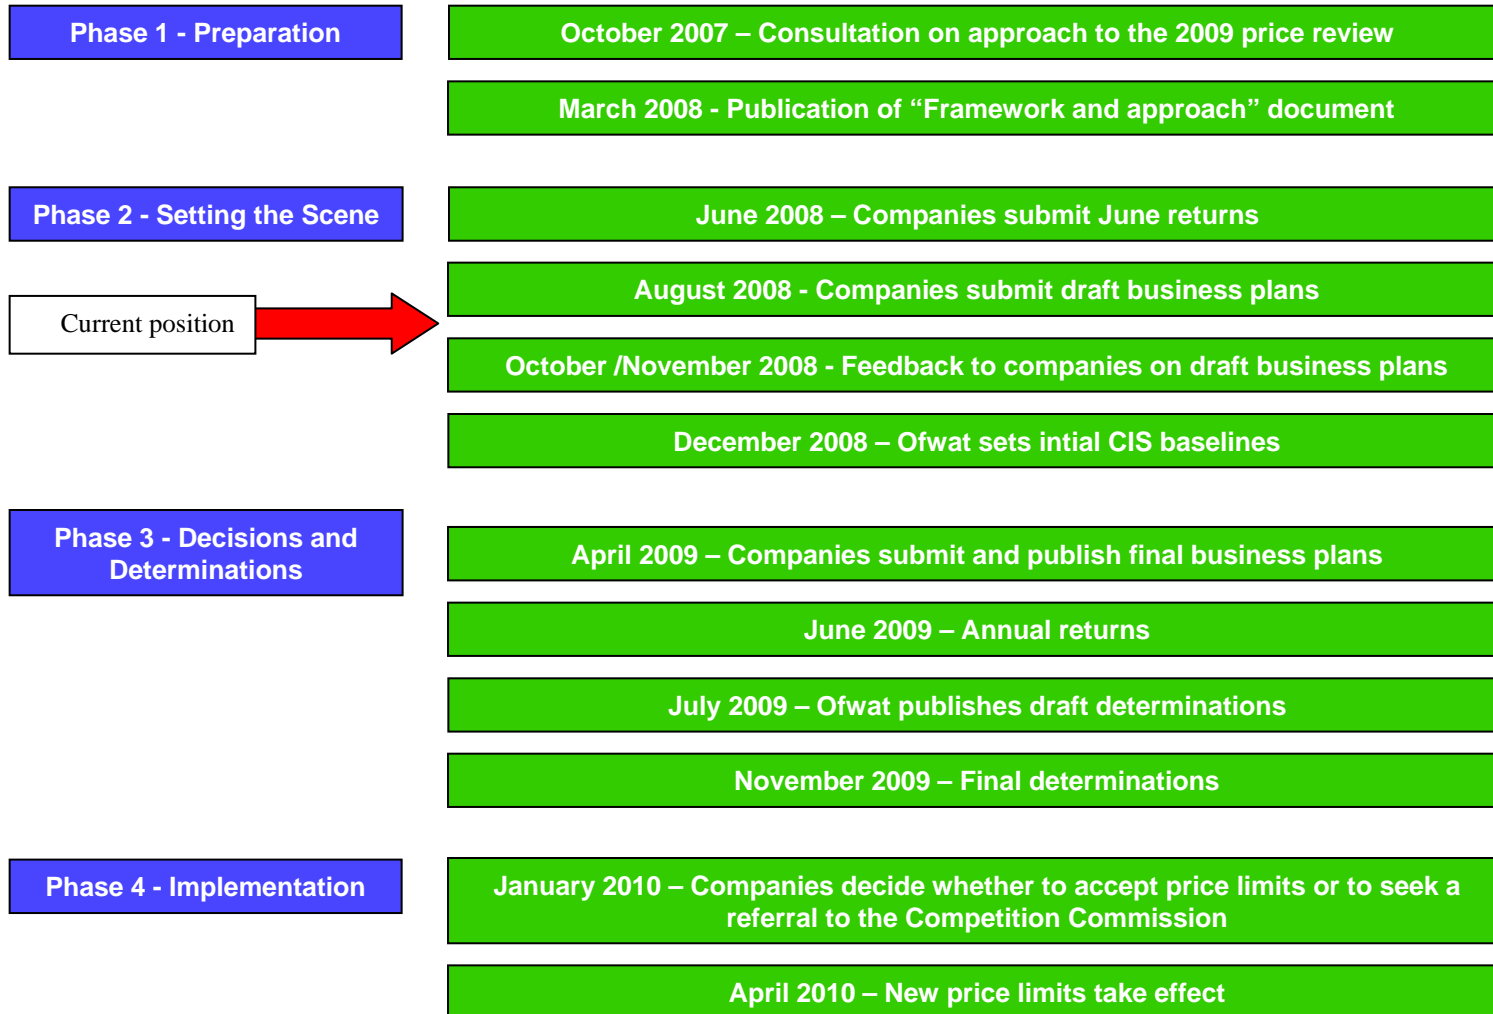 Phase 1 - Preparation
October 2007 – Consultation on approach to the 2009 price review
March 2008 - Publication of “Framework and approach” document
Phase 2 - Setting the Scene
June 2008 – Companies submit June returns
August 2008 - Companies submit draft business plans
Current position
October /November 2008 - Feedback to companies on draft business plans
December 2008 – Ofwat sets intial CIS baselines
Phase 3 - Decisions and
Determinations
April 2009 – Companies submit and publish final business plans
June 2009 – Annual returns
July 2009 – Ofwat publishes draft determinations
November 2009 – Final determinations
Phase 4 - Implementation
January 2010 – Companies decide whether to accept price limits or to seek a
referral to the Competition Commission
April 2010 – New price limits take effect